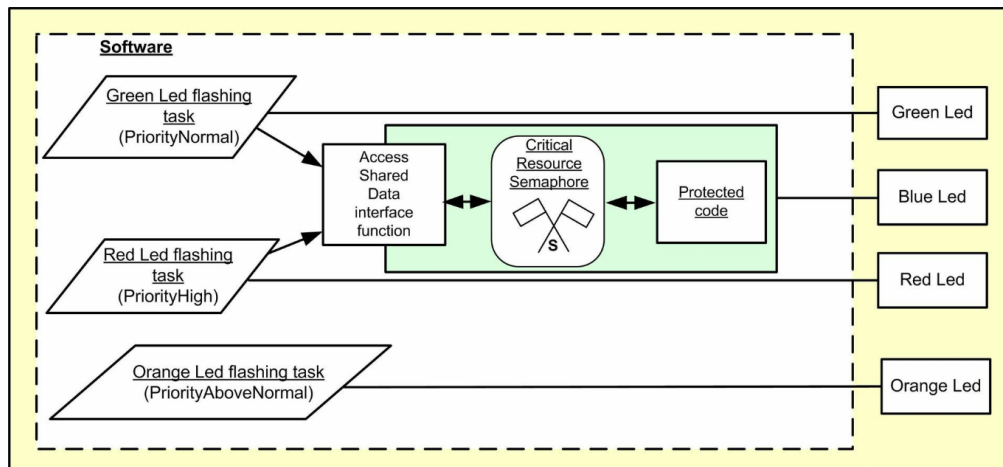 Software
Green Led flashing
task
(PriorityNormal)
Green Led
Access
Shared
Data
interface
function
Critical
Resource
Semaphore
S
Protected
code
Blue Led
Red Led flashing
task
(PriorityHigh)
Red Led
Orange Led flashing task
(PriorityAboveNormal)
Orange Led